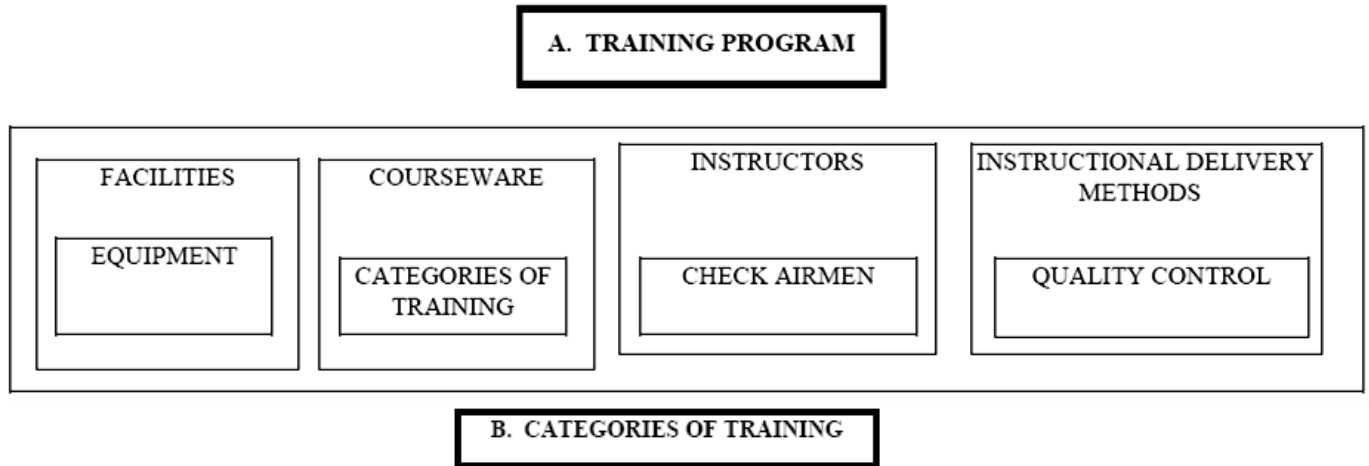 A. TRAINING PROGRAM
FACILITIES
EQUIPMENT
COURSEWARE
CATEGORIES OF
TRAINING
INSTRUCTORS
CHECK AIRMEN
INSTRUCTIONAL DELIVERY
METHODS
QUALITY CONTROL
B. CATEGORIES OF TRAINING